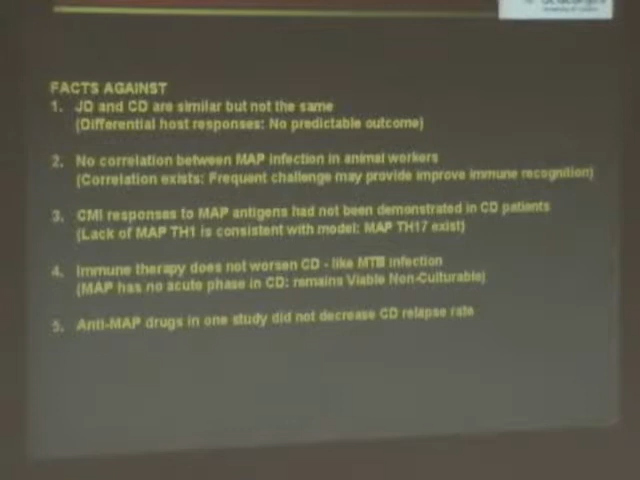 FACTS AGAINST
1. JD and CD are similar but not the same
(Differential host responses: No predictable outcome)
2. No correlation between MAP infection in animal workers
(Correlation exists: Frequent challenge may provide improve immune recognition)
3. CMI responses to MAP antigens had not been demonstrated in CD patients
(Lack of MAP TH1 is consistent with model: MAP TH17 exist)
4. Immune therapy does not worsen CD - like MTB infection
(MAP has no acute phase in CD: remains Viable Non-Culturable)
5. Anti-MAP drugs in one study did not decrease CD relapse rate